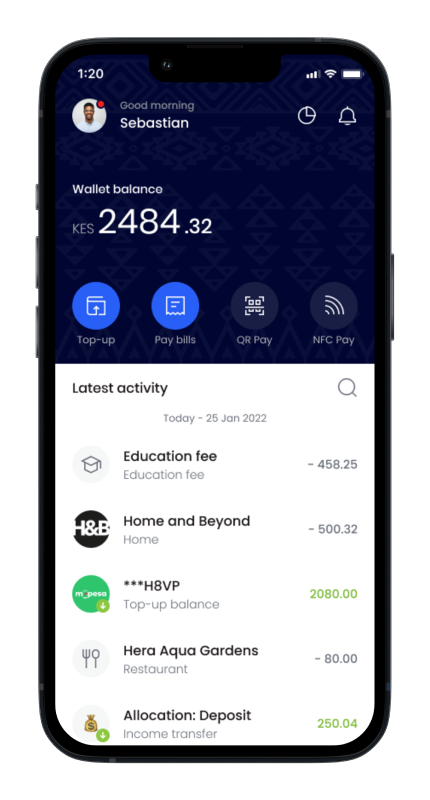 1:20
Good morning
Sebastian
Wallet balance
KES 2484.32
Top-up
Pay bills
QR Pay
NFC Pay
Latest activity
Today - 25 Jan 2022
Education fee
- 458.25
Education fee
H&B
Home and Beyond
- 500.32
Home
m-pesa
***H8VP
2080.00
Top-up balance
Hera Aqua Gardens
- 80.00
Restaurant
Allocation: Deposit
250.04
Income transfer